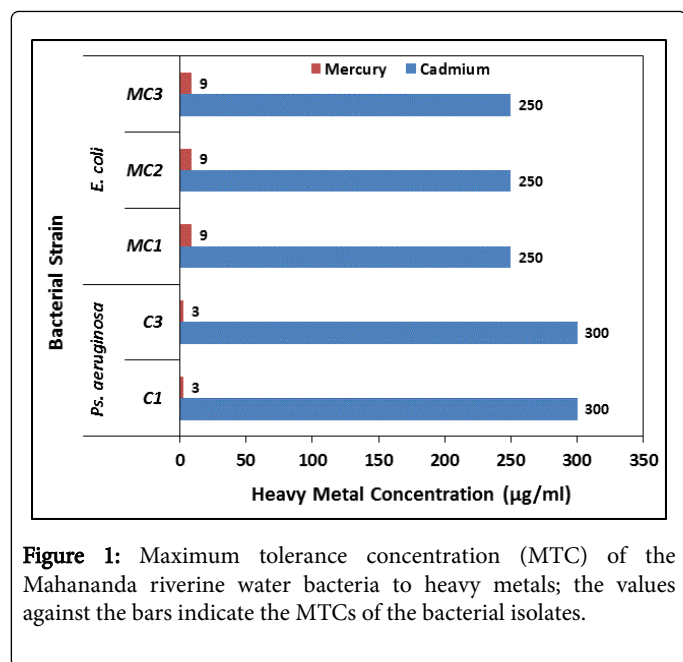 Mercury Cadmium
Bacterial Strain
E. coli
Ps. aeruginosa
MC3
9
250
MC2
9
250
MC1
9
250
C3
3
300
C1
3
300
0 50 100 150 200 250 300 350
Heavy Metal Concentration (µg/ml)
Figure 1: Maximum tolerance concentration (MTC) of the
Mahananda riverine water bacteria to heavy metals; the values
against the bars indicate the MTCs of the bacterial isolates.